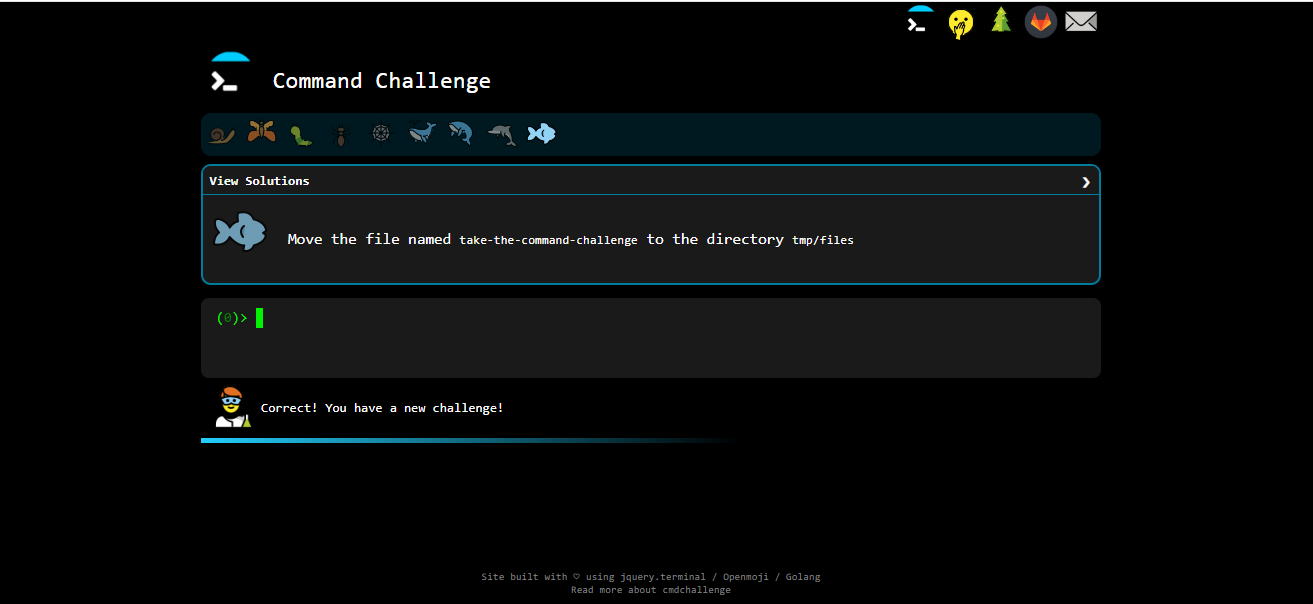 Command Challenge
View Solutions
Move the file named take-the-command-challenge to the directory tmp/files
(0)>
Correct! You have a new challenge!
Site built with ♡ using jquery.terminal / Openmoji / Golang
Read more about cmdchallenge